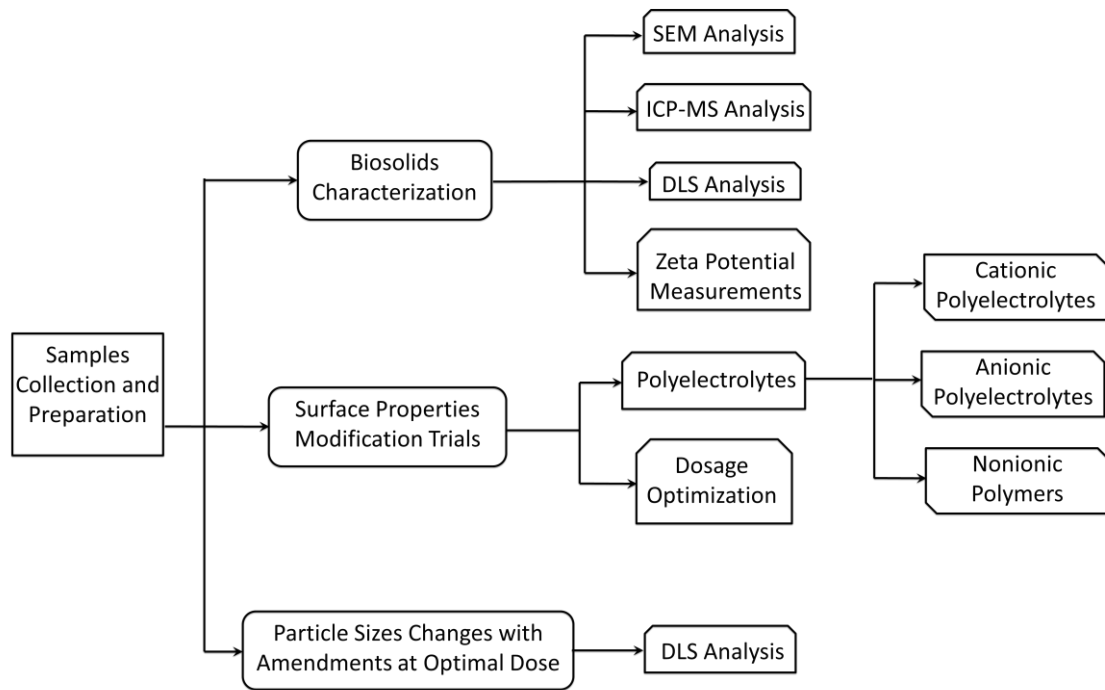 Samples
Collection and
Preparation
Biosolids
Characterization
SEM Analysis
ICP-MS Analysis
DLS Analysis
Zeta Potential
Measurements
Surface Properties
Modification Trials
Polyelectrolytes
Cationic
Polyelectrolytes
Anionic
Polyelectrolytes
Nonionic
Polymers
Dosage
Optimization
Particle Sizes Changes with
Amendments at Optimal Dose
DLS Analysis